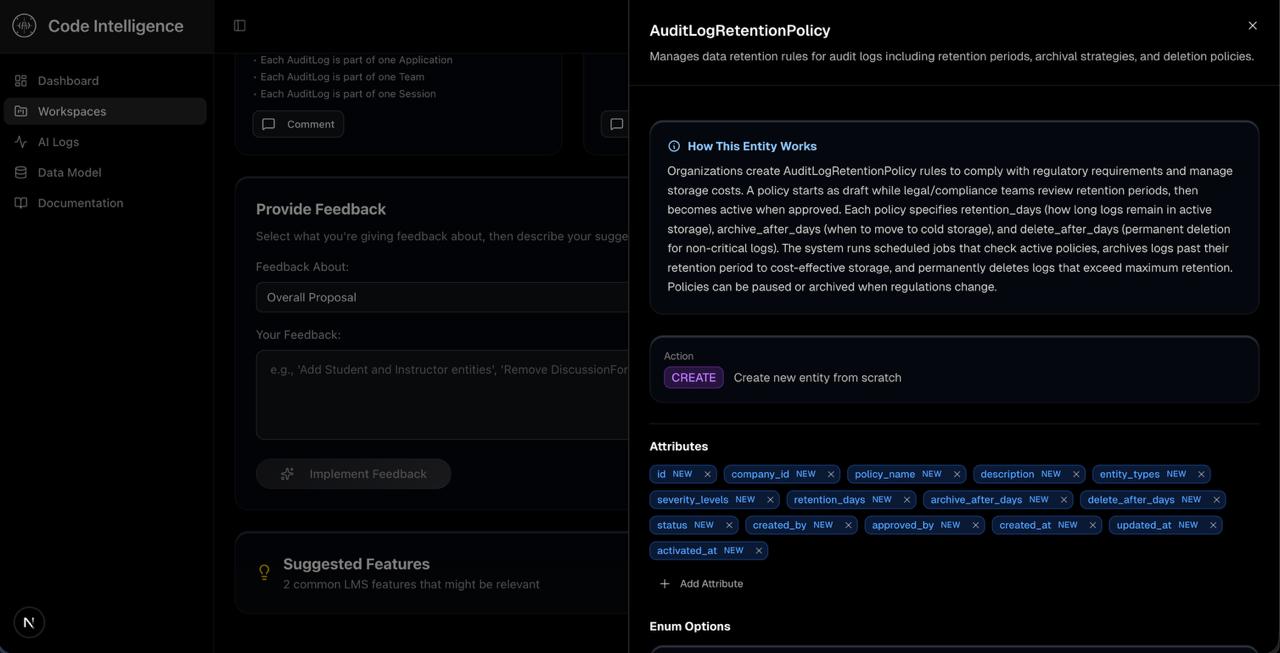 Code Intelligence
Dashboard
Workspaces
AI Logs
Data Model
Documentation
N
• Each AuditLog is part of one Application
• Each AuditLog is part of one Team
• Each AuditLog is part of one Session
Comment
Provide Feedback
Select what you're giving feedback about, then describe your sugge
Feedback About:
Overall Proposal
Your Feedback:
e.g., 'Add Student and Instructor entities', 'Remove DiscussionFor
Implement Feedback
Suggested Features
2 common LMS features that might be relevant
AuditLogRetentionPolicy
Manages data retention rules for audit logs including retention periods, archival strategies, and deletion policies.
How This Entity Works
Organizations create AuditLogRetentionPolicy rules to comply with regulatory requirements and manage
storage costs. A policy starts as draft while legal/compliance teams review retention periods, then
becomes active when approved. Each policy specifies retention_days (how long logs remain in active
storage), archive_after_days (when to move to cold storage), and delete_after_days (permanent deletion
for non-critical logs). The system runs scheduled jobs that check active policies, archives logs past their
retention period to cost-effective storage, and permanently deletes logs that exceed maximum retention.
Policies can be paused or archived when regulations change.
Action
CREATE Create new entity from scratch
Attributes
id NEW × company_id NEW × policy_name NEW × description NEW × entity_types NEW ×
severity_levels NEW × retention_days NEW × archive_after_days NEW × delete_after_days NEW ×
status NEW × created_by NEW × approved_by NEW × created_at NEW × updated_at NEW ×
activated_at NEW ×
+ Add Attribute
Enum Options